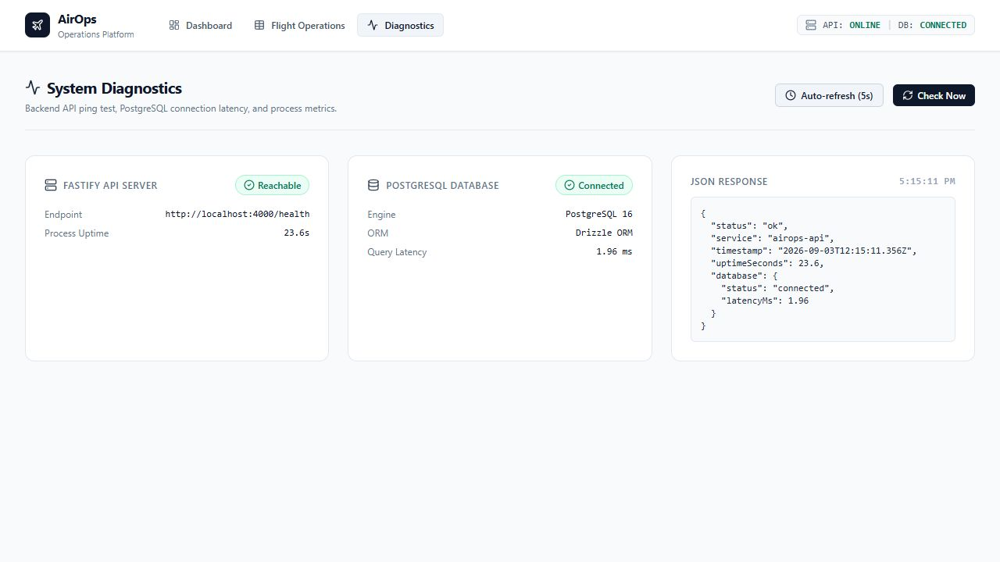 AirOps
Operations Platform
Dashboard
Flight Operations
Diagnostics
API: ONLINE | DB: CONNECTED
System Diagnostics
Backend API ping test, PostgreSQL connection latency, and process metrics.
Auto-refresh (5s)
Check Now
FASTIFY API SERVER
Reachable
Endpoint http://localhost:4000/health
Process Uptime 23.6s
POSTGRESQL DATABASE
Connected
Engine PostgreSQL 16
ORM Drizzle ORM
Query Latency 1.96 ms
JSON RESPONSE 5:15:11 PM
{
  "status": "ok",
  "service": "airops-api",
  "timestamp": "2026-09-03T12:15:11.356Z",
  "uptimeSeconds": 23.6,
  "database": {
    "status": "connected",
    "latencyMs": 1.96
  }
}